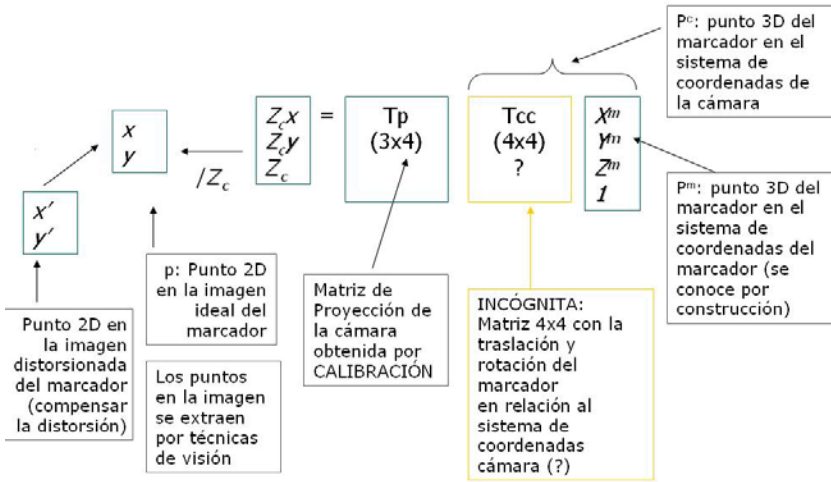 Pᶜ: punto 3D del
marcador en el
sistema de
coordenadas de
la cámara
x
y
/Z꜀
Z꜀x
Z꜀y
Z꜀
=
Tp
(3x4)
Tcc
(4x4)
?
Xᵐ
Yᵐ
Zᵐ
1
x'
y'
Pᵐ: punto 3D del
marcador en el
sistema de
coordenadas del
marcador (se
conoce por
construcción)
Punto 2D en
la imagen
distorsionada
del marcador
(compensar
la distorsión)
p: Punto 2D
en la imagen
ideal del
marcador
Los puntos
en la imagen
se extraen
por técnicas
de visión
Matriz de
Proyección de
la cámara
obtenida por
CALIBRACIÓN
INCÓGNITA:
Matriz 4x4 con la
traslación y
rotación del
marcador
en relación al
sistema de
coordenadas
cámara (?)